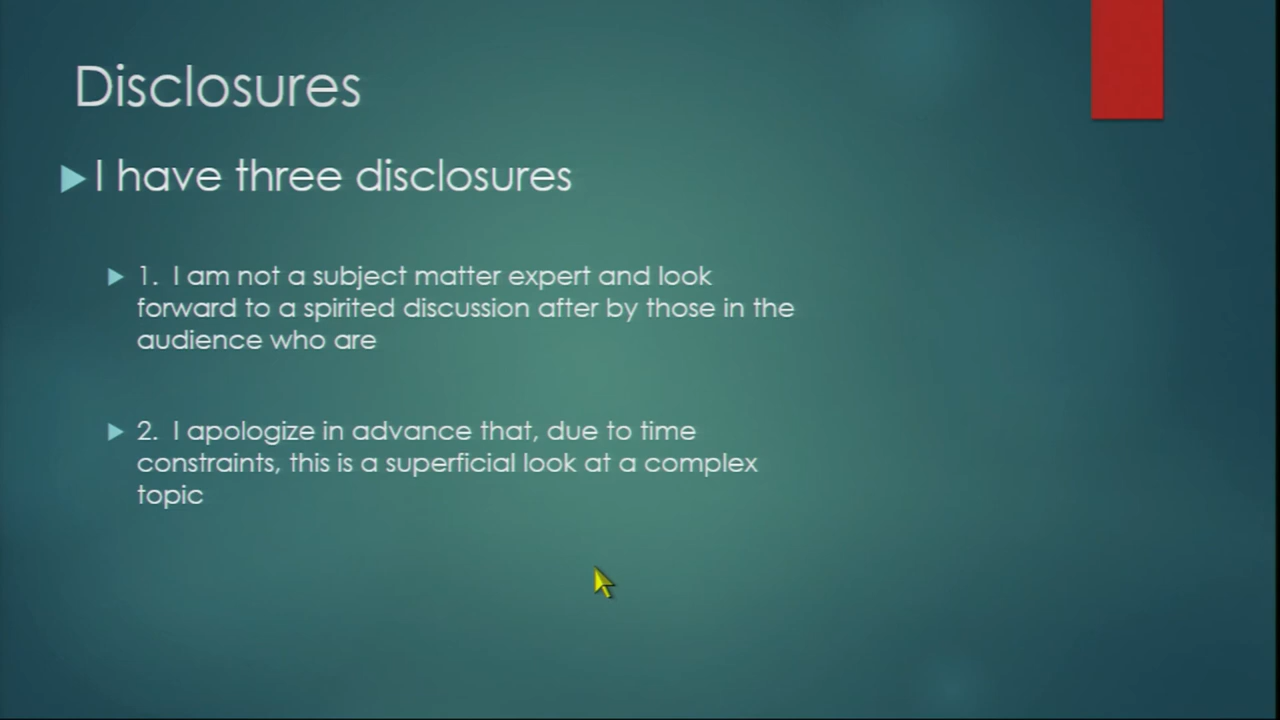 Disclosures
I have three disclosures
1. I am not a subject matter expert and look
forward to a spirited discussion after by those in the
audience who are
2. I apologize in advance that, due to time
constraints, this is a superficial look at a complex
topic